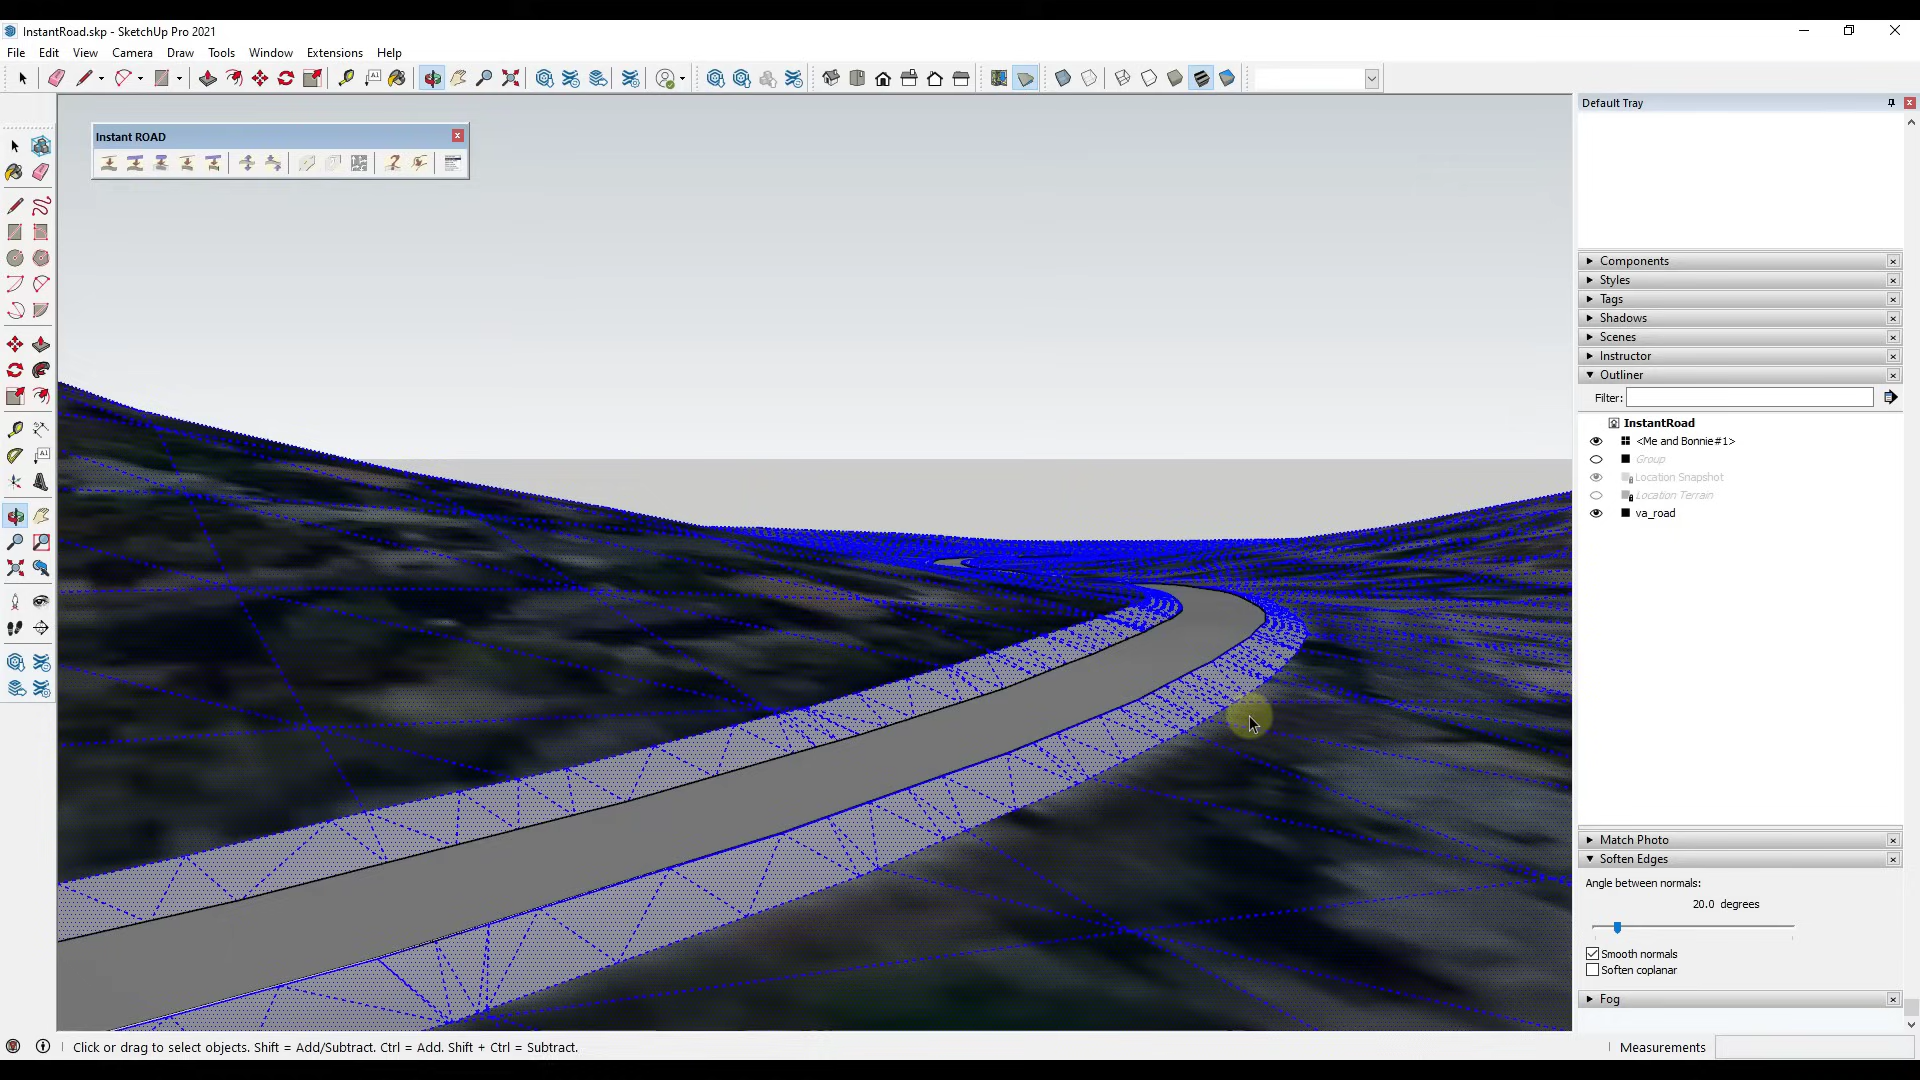 InstantRoad.skp - SketchUp Pro 2021
File Edit View Camera Draw Tools Window Extensions Help
Default Tray
Instant ROAD
Components
Styles
Tags
Shadows
Scenes
Instructor
Outliner
Filter:
InstantRoad
<Me and Bonnie#1>
Group
Location Snapshot
Location Terrain
va_road
Match Photo
Soften Edges
Angle between normals:
20.0 degrees
Smooth normals
Soften coplanar
Fog
Click or drag to select objects. Shift = Add/Subtract. Ctrl = Add. Shift + Ctrl = Subtract.
Measurements